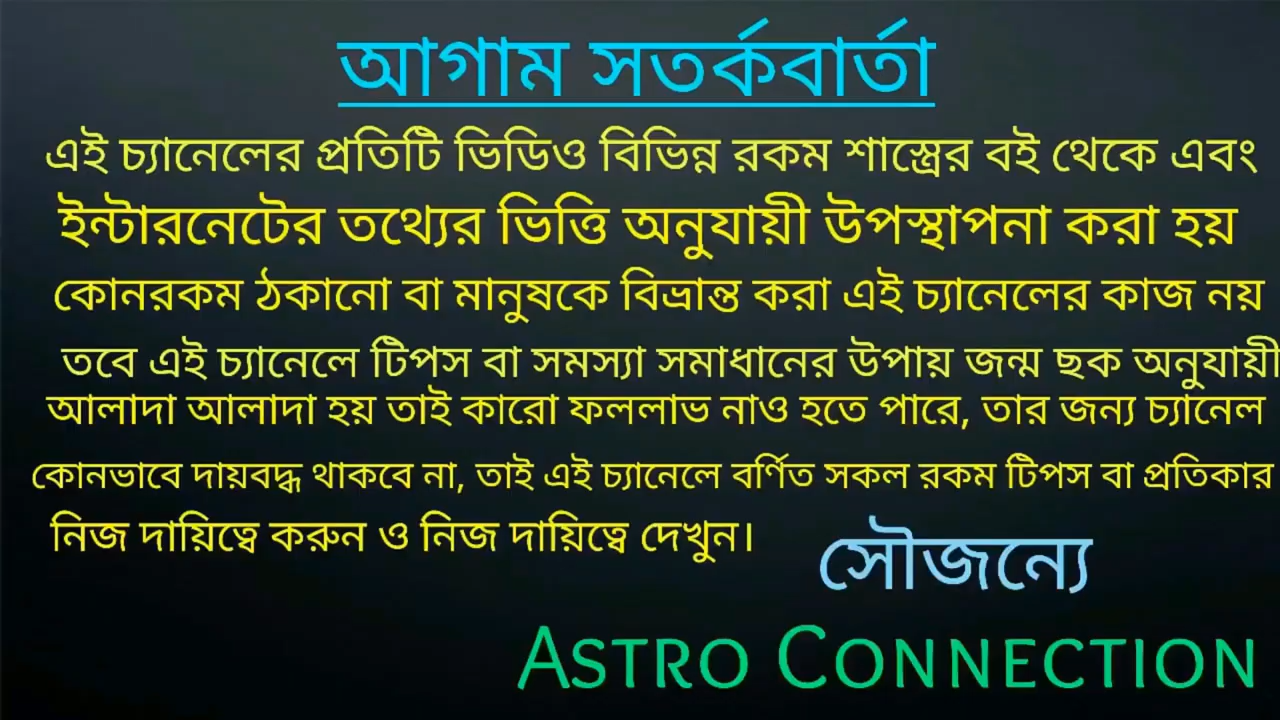 আগাম সতর্কবার্তা
এই চ্যানেলের প্রতিটি ভিডিও বিভিন্ন রকম শাস্ত্রের বই থেকে এবং
ইন্টারনেটের তথ্যের ভিত্তি অনুযায়ী উপস্থাপনা করা হয়
কোনরকম ঠকানো বা মানুষকে বিভ্রান্ত করা এই চ্যানেলের কাজ নয়
তবে এই চ্যানেলে টিপস বা সমস্যা সমাধানের উপায় জন্ম ছক অনুযায়ী
আলাদা আলাদা হয় তাই কারো ফললাভ নাও হতে পারে, তার জন্য চ্যানেল
কোনভাবে দায়বদ্ধ থাকবে না, তাই এই চ্যানেলে বর্ণিত সকল রকম টিপস বা প্রতিকার
নিজ দায়িত্বে করুন ও নিজ দায়িত্বে দেখুন।
সৌজন্যে
ASTRO CONNECTION